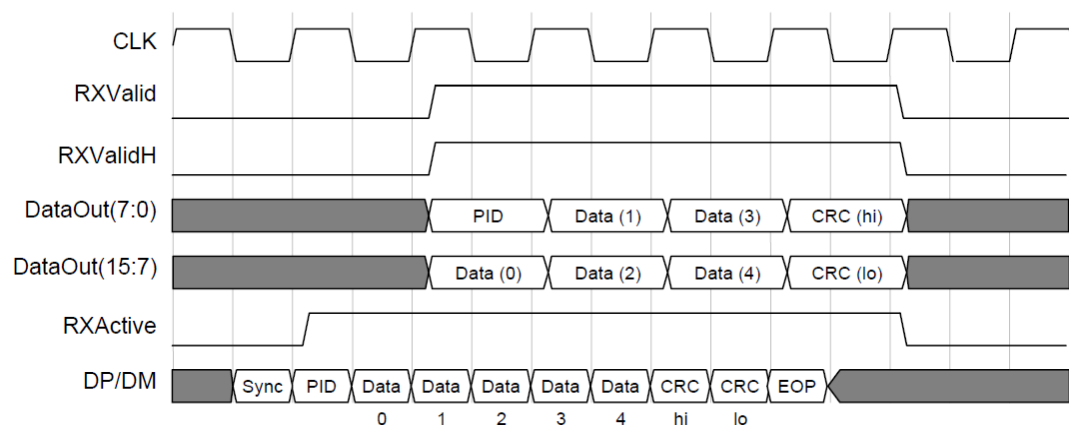 CLK
RXValid
RXValidH
DataOut(7:0) PID Data (1) Data (3) CRC (hi)
DataOut(15:7) Data (0) Data (2) Data (4) CRC (lo)
RXActive
DP/DM Sync PID Data Data Data Data Data CRC CRC EOP
0 1 2 3 4 hi lo